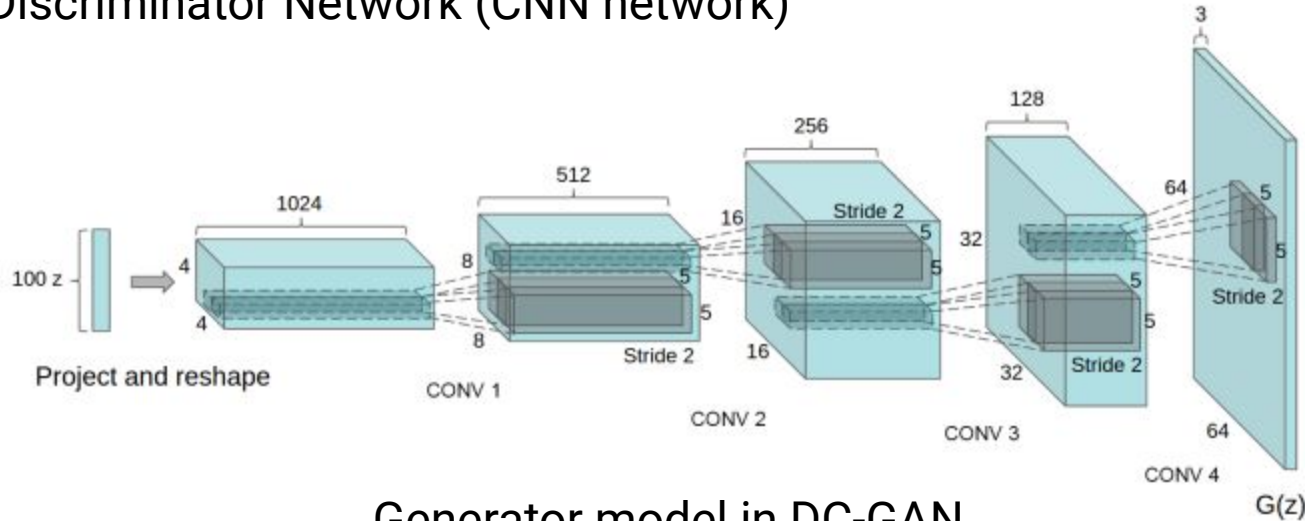 Discriminator Network (CNN network)
3
128
256
512
1024
64
5
16
Stride 2
5
32
5
100 z
4
8
5
5
5
Stride 2
4
5
5
8
16
32
Stride 2
Stride 2
Project and reshape
CONV 1
CONV 2
CONV 3
64
CONV 4
G(z)
Generator model in DC-GAN